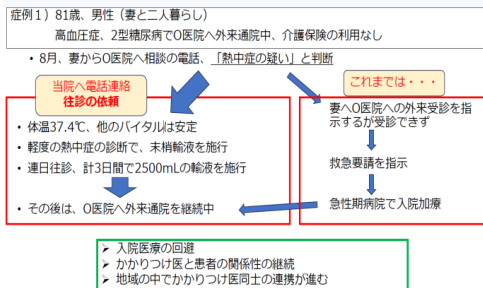 症例1）81歳、男性（妻と二人暮らし）
高血圧症、2型糖尿病でO医院へ外来通院中、介護保険の利用なし
・8月、妻からO医院へ相談の電話、「熱中症の疑い」と判断
当院へ電話連絡
往診の依頼
・体温37.4℃、他のバイタルは安定
・軽度の熱中症の診断で、末梢輸液を施行
・連日往診、計3日間で2500mLの輸液を施行
・その後は、O医院へ外来通院を継続中
これまでは・・・
妻へO医院への外来受診を指
示するが受診できず
救急要請を指示
急性期病院で入院加療
➢ 入院医療の回避
➢ かかりつけ医と患者の関係性の継続
➢ 地域の中でかかりつけ医同士の連携が進む